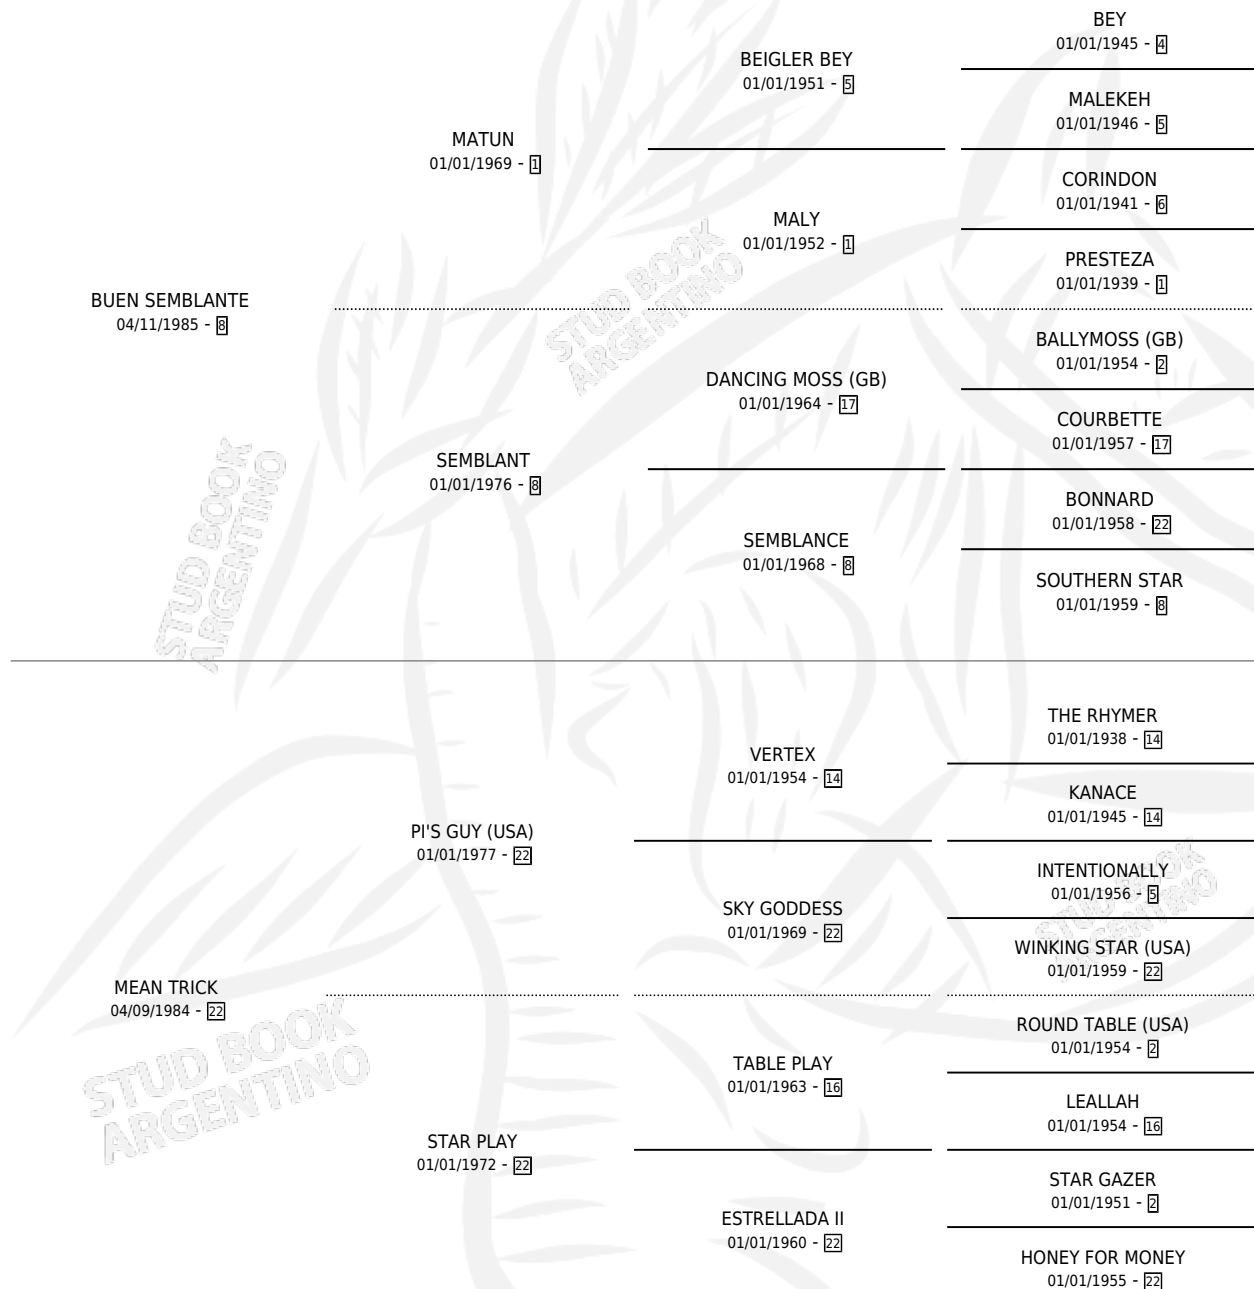 BEY
01/01/1945 - 4
BEIGLER BEY
01/01/1951 - 5
MALEKEH
01/01/1946 - 5
MATUN
01/01/1969 - 1
CORINDON
01/01/1941 - 6
MALY
01/01/1952 - 1
PRESTEZA
01/01/1939 - 1
BUEN SEMBLANTE
04/11/1985 - 8
STUD BOOK
ARGENTINO
BALLYMOSS (GB)
01/01/1954 - 2
DANCING MOSS (GB)
01/01/1964 - 17
COURBETTE
01/01/1957 - 17
SEMBLANT
01/01/1976 - 8
BONNARD
01/01/1958 - 22
SEMBLANCE
01/01/1968 - 8
SOUTHERN STAR
01/01/1959 - 8
STUD BOOK
ARGENTINO
THE RHYMER
01/01/1938 - 14
VERTEX
01/01/1954 - 14
KANACE
01/01/1945 - 14
PI'S GUY (USA)
01/01/1977 - 22
INTENTIONALLY
01/01/1956 - 5
STUD BOOK
ARGENTINO
SKY GODDESS
01/01/1969 - 22
WINKING STAR (USA)
01/01/1959 - 22
MEAN TRICK
04/09/1984 - 22
STUD BOOK
ARGENTINO
ROUND TABLE (USA)
01/01/1954 - 2
TABLE PLAY
01/01/1963 - 16
LEALLAH
01/01/1954 - 16
STAR PLAY
01/01/1972 - 22
STAR GAZER
01/01/1951 - 2
ESTRELLADA II
01/01/1960 - 22
HONEY FOR MONEY
01/01/1955 - 22